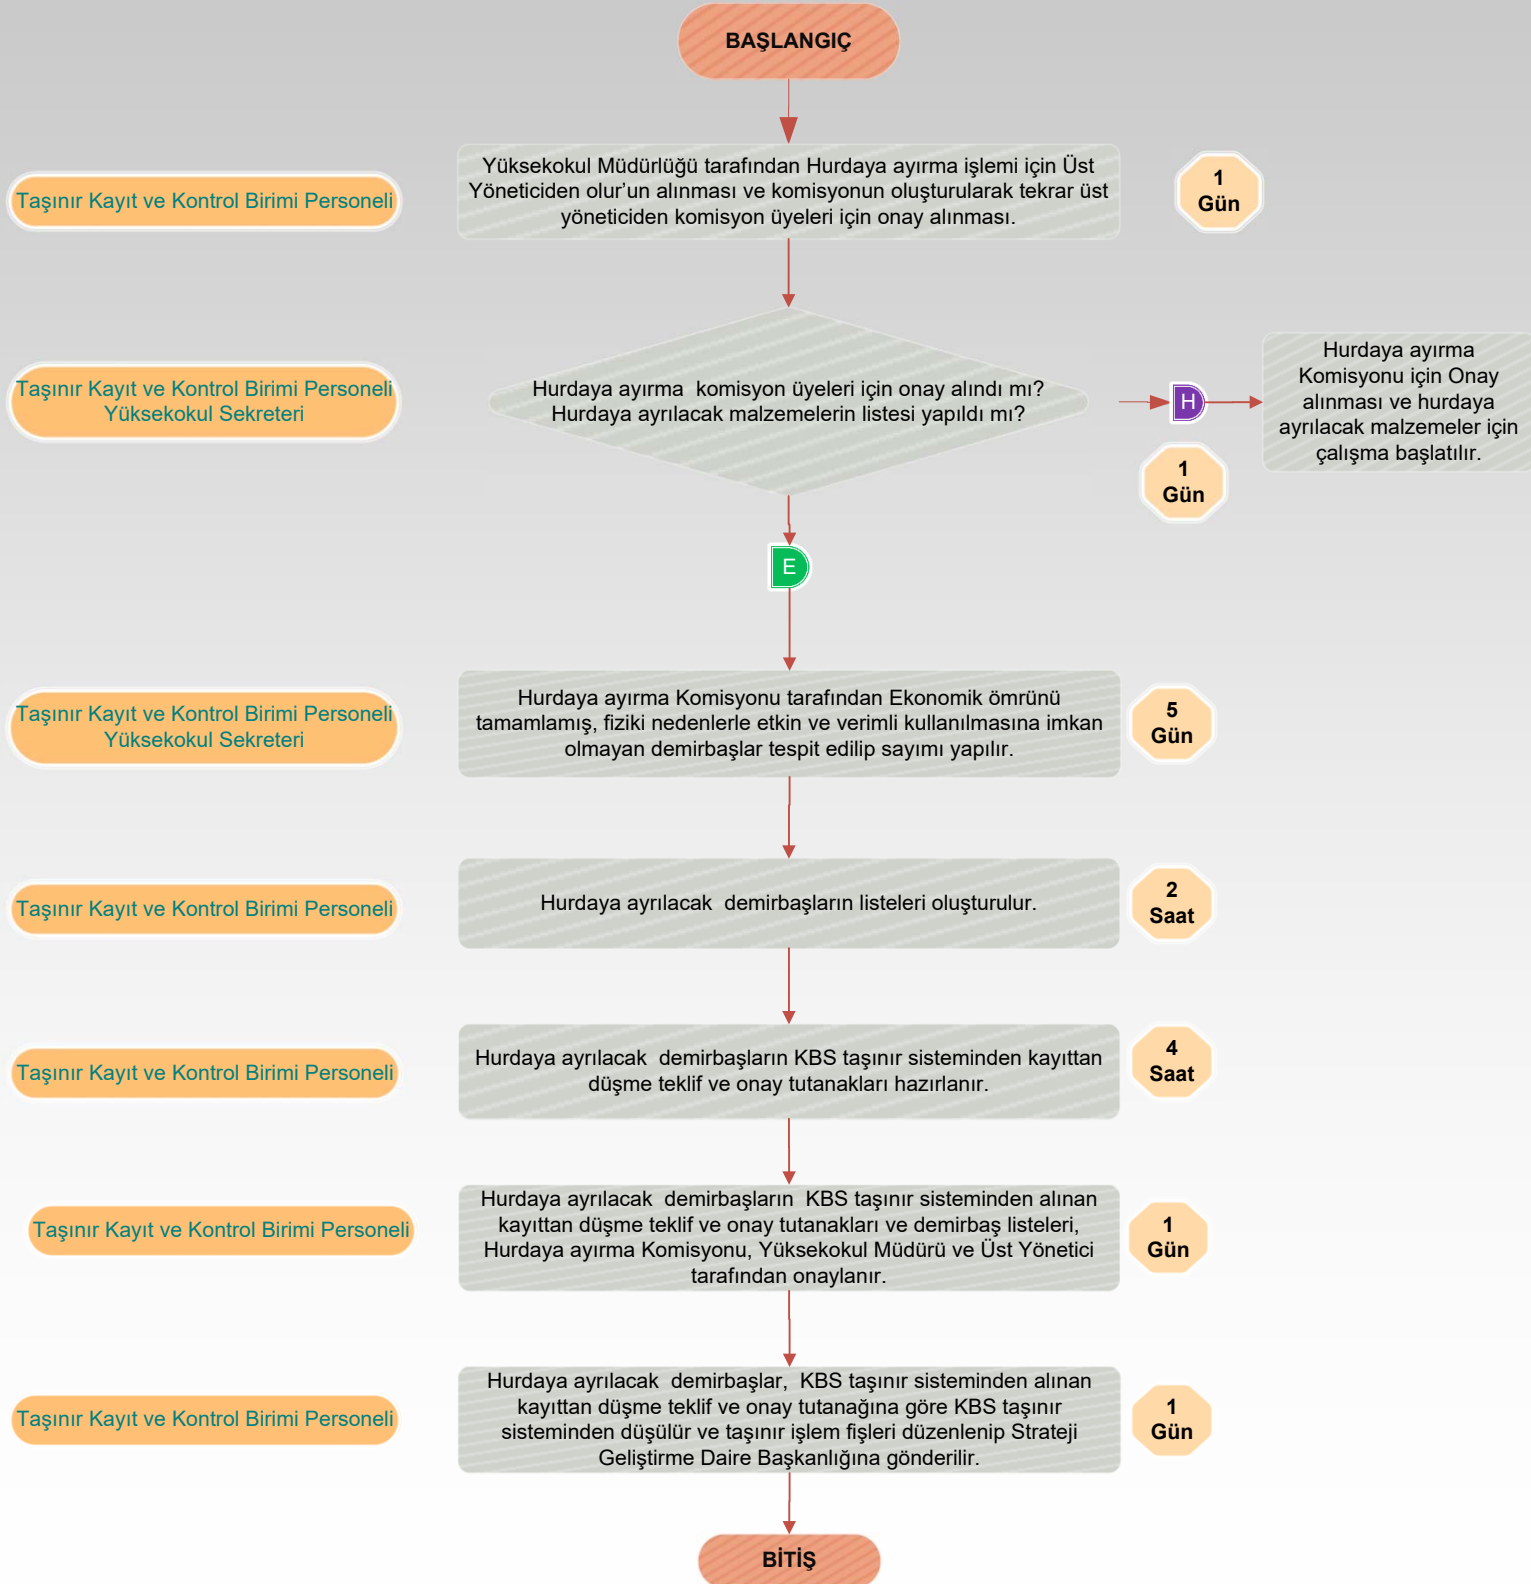 BAŞLANGIÇ
Taşınır Kayıt ve Kontrol Birimi Personeli
Yüksekokul Müdürlüğü tarafından Hurdaya ayırma işlemi için Üst
Yöneticiden olur’un alınması ve komisyonun oluşturularak tekrar üst
yöneticiden komisyon üyeleri için onay alınması.
1
Gün
Taşınır Kayıt ve Kontrol Birimi Personeli
Yüksekokul Sekreteri
Hurdaya ayırma  komisyon üyeleri için onay alındı mı?
Hurdaya ayrılacak malzemelerin listesi yapıldı mı?
H
1
Gün
Hurdaya ayırma
Komisyonu için Onay
alınması ve hurdaya
ayrılacak malzemeler için
çalışma başlatılır.
E
Taşınır Kayıt ve Kontrol Birimi Personeli
Yüksekokul Sekreteri
Hurdaya ayırma Komisyonu tarafından Ekonomik ömrünü
tamamlamış, fiziki nedenlerle etkin ve verimli kullanılmasına imkan
olmayan demirbaşlar tespit edilip sayımı yapılır.
5
Gün
Taşınır Kayıt ve Kontrol Birimi Personeli
Hurdaya ayrılacak  demirbaşların listeleri oluşturulur.
2
Saat
Taşınır Kayıt ve Kontrol Birimi Personeli
Hurdaya ayrılacak  demirbaşların KBS taşınır sisteminden kayıttan
düşme teklif ve onay tutanakları hazırlanır.
4
Saat
Taşınır Kayıt ve Kontrol Birimi Personeli
Hurdaya ayrılacak  demirbaşların  KBS taşınır sisteminden alınan
kayıttan düşme teklif ve onay tutanakları ve demirbaş listeleri,
Hurdaya ayırma Komisyonu, Yüksekokul Müdürü ve Üst Yönetici
tarafından onaylanır.
1
Gün
Taşınır Kayıt ve Kontrol Birimi Personeli
Hurdaya ayrılacak  demirbaşlar,  KBS taşınır sisteminden alınan
kayıttan düşme teklif ve onay tutanağına göre KBS taşınır
sisteminden düşülür ve taşınır işlem fişleri düzenlenip Strateji
Geliştirme Daire Başkanlığına gönderilir.
1
Gün
BİTİŞ